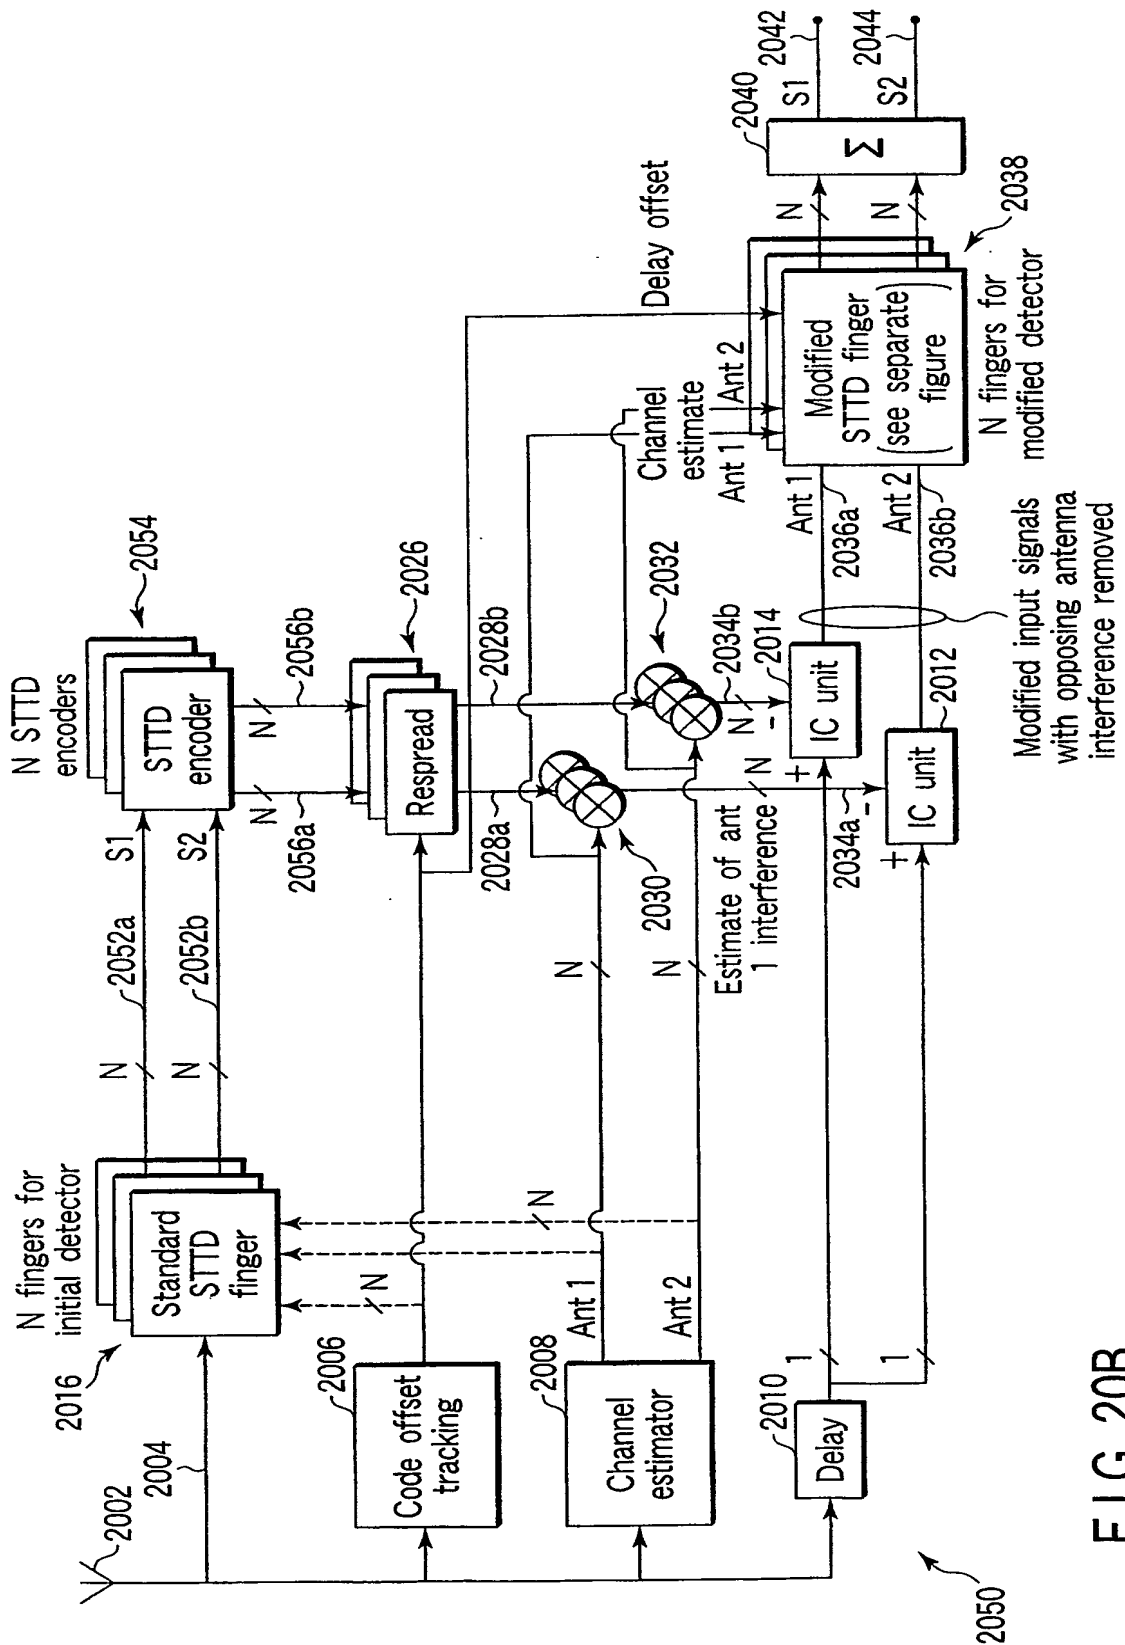 N fingers for
initial detector
2016
Standard
STTD
finger
2002
2004
N
2052a
N
2052b
S1
S2
N STTD
encoders
STTD
encoder
2054
N
2056a
N
2056b
2006
Code offset
tracking
N
N
Respread
2026
2028a
2028b
Delay offset
2008
Channel
estimator
Ant 1
Ant 2
N
N
2030
2032
Channel
estimate
Ant 1
Ant 2
Estimate of ant
1 interference
N
N
2034b
2034a
2010
Delay
1
1
+
-
2014
IC unit
+
-
2012
IC unit
Ant 1
2036a
Ant 2
2036b
Modified input signals
with opposing antenna
interference removed
Modified
STTD finger
(see separate
figure)
2038
N fingers for
modified detector
N
N
2040
Σ
S1
2042
S2
2044
2050
FIG. 20B